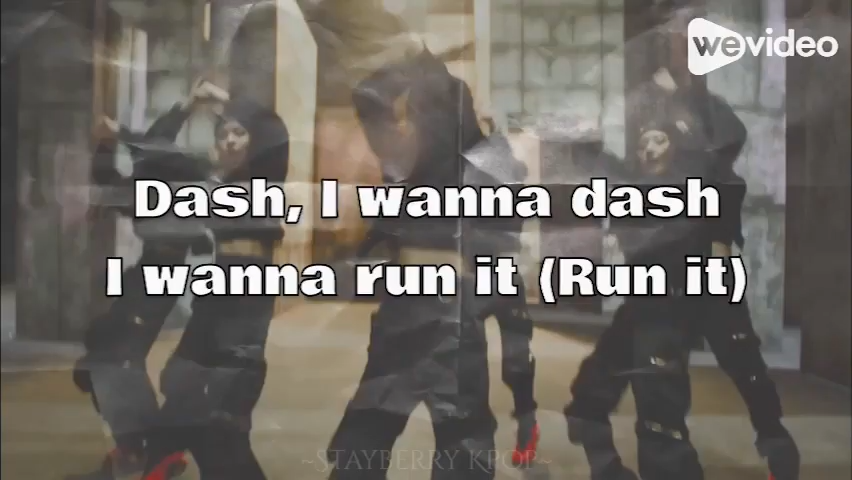 wevideo
Dash, I wanna dash
I wanna run it (Run it)
~STAYBERRY KPOP~